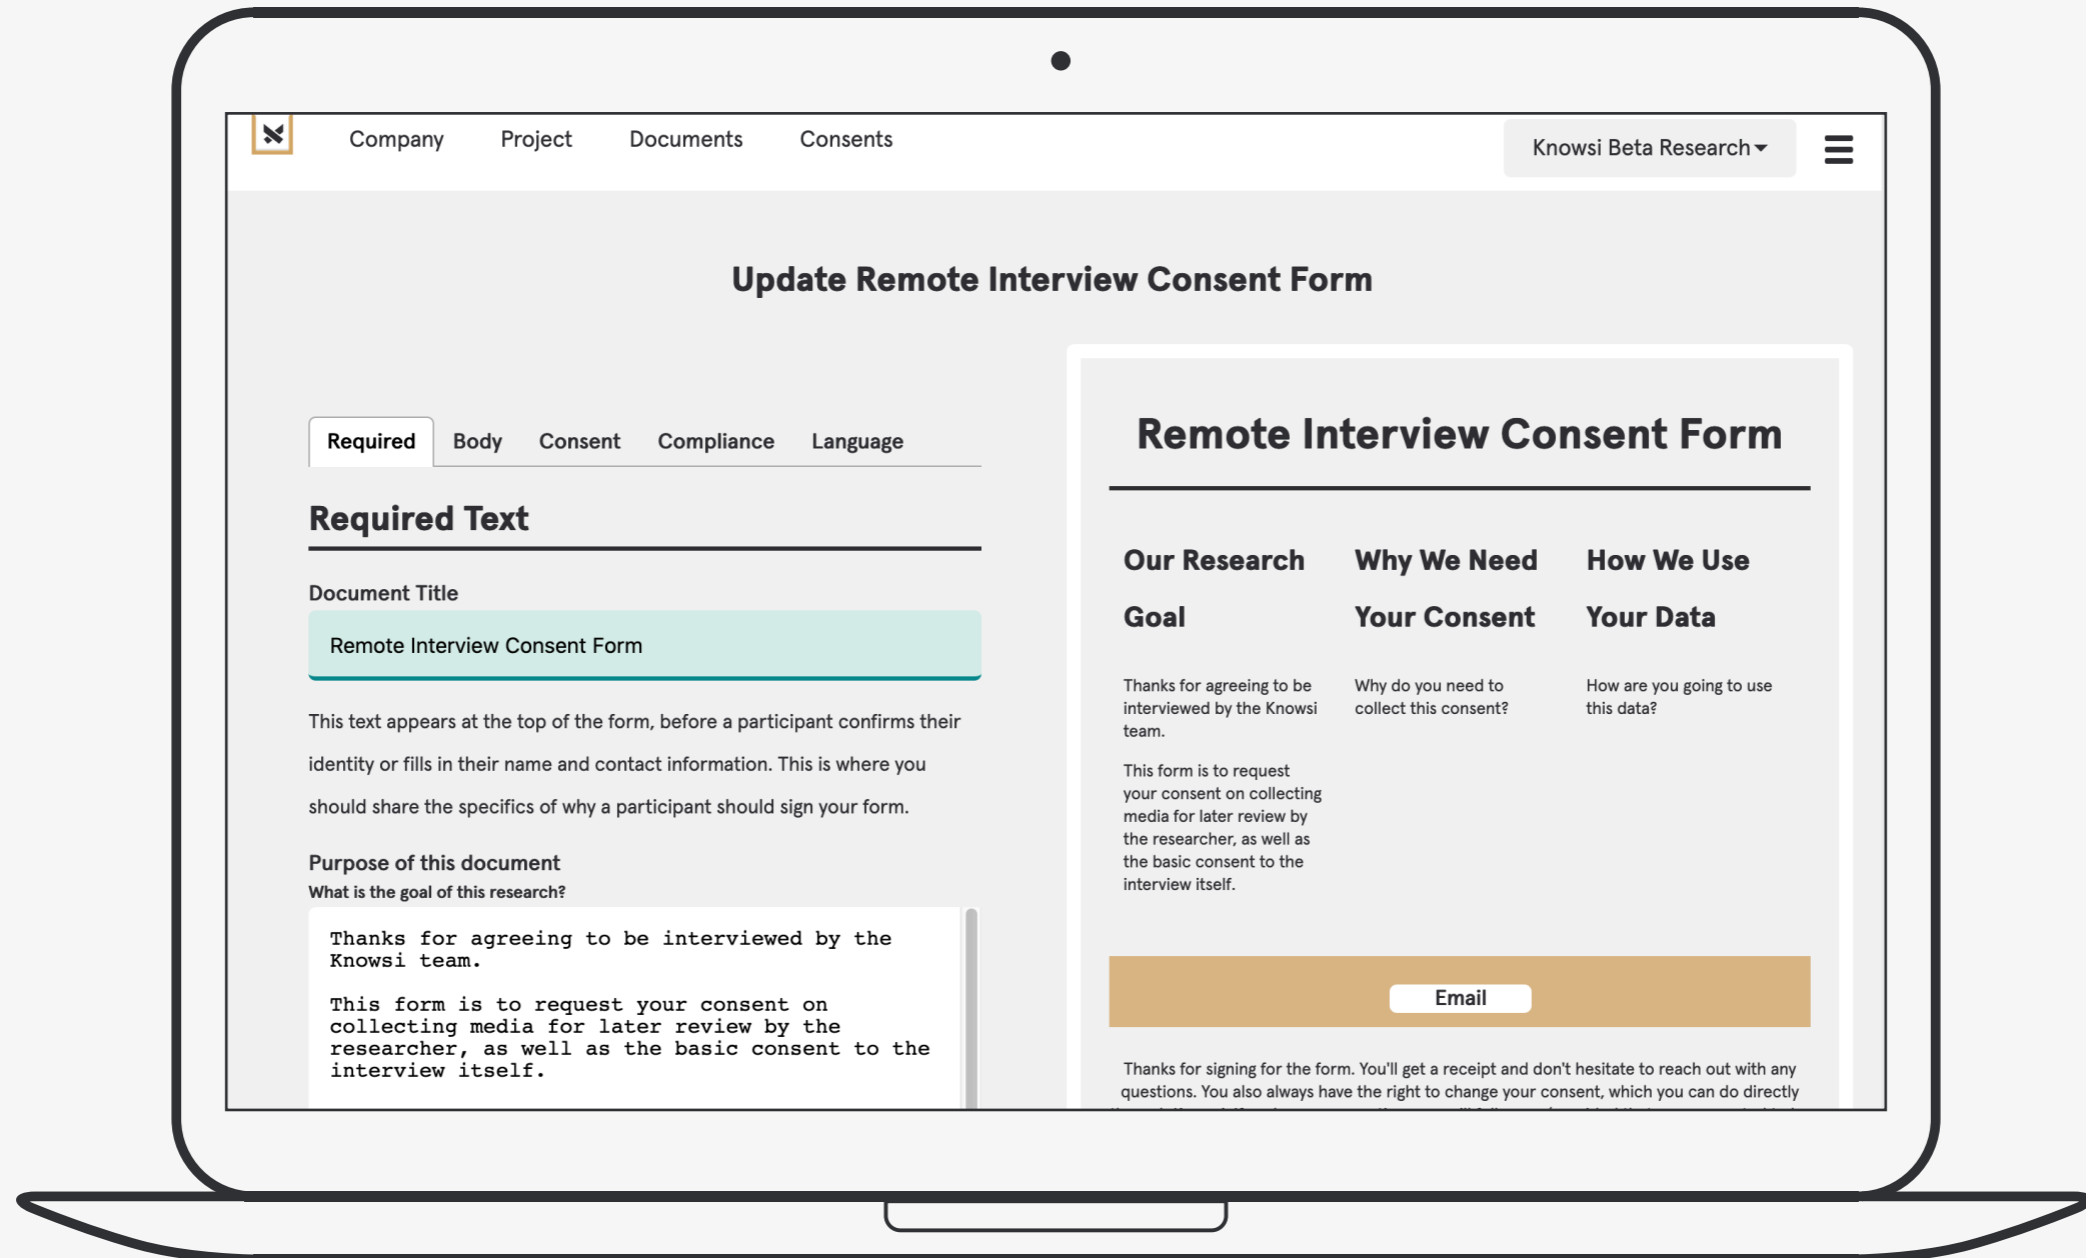 Company Project Documents Consents
Knowsi Beta Research
Update Remote Interview Consent Form
Required Body Consent Compliance Language
Required Text
Document Title
Remote Interview Consent Form
This text appears at the top of the form, before a participant confirms their
identity or fills in their name and contact information. This is where you
should share the specifics of why a participant should sign your form.
Purpose of this document
What is the goal of this research?
Thanks for agreeing to be interviewed by the
Knowsi team.
This form is to request your consent on
collecting media for later review by the
researcher, as well as the basic consent to the
interview itself.
Remote Interview Consent Form
Our Research
Goal
Thanks for agreeing to be
interviewed by the Knowsi
team.
This form is to request
your consent on collecting
media for later review by
the researcher, as well as
the basic consent to the
interview itself.
Why We Need
Your Consent
Why do you need to
collect this consent?
How We Use
Your Data
How are you going to use
this data?
Email
Thanks for signing for the form. You'll get a receipt and don't hesitate to reach out with any
questions. You also always have the right to change your consent, which you can do directly